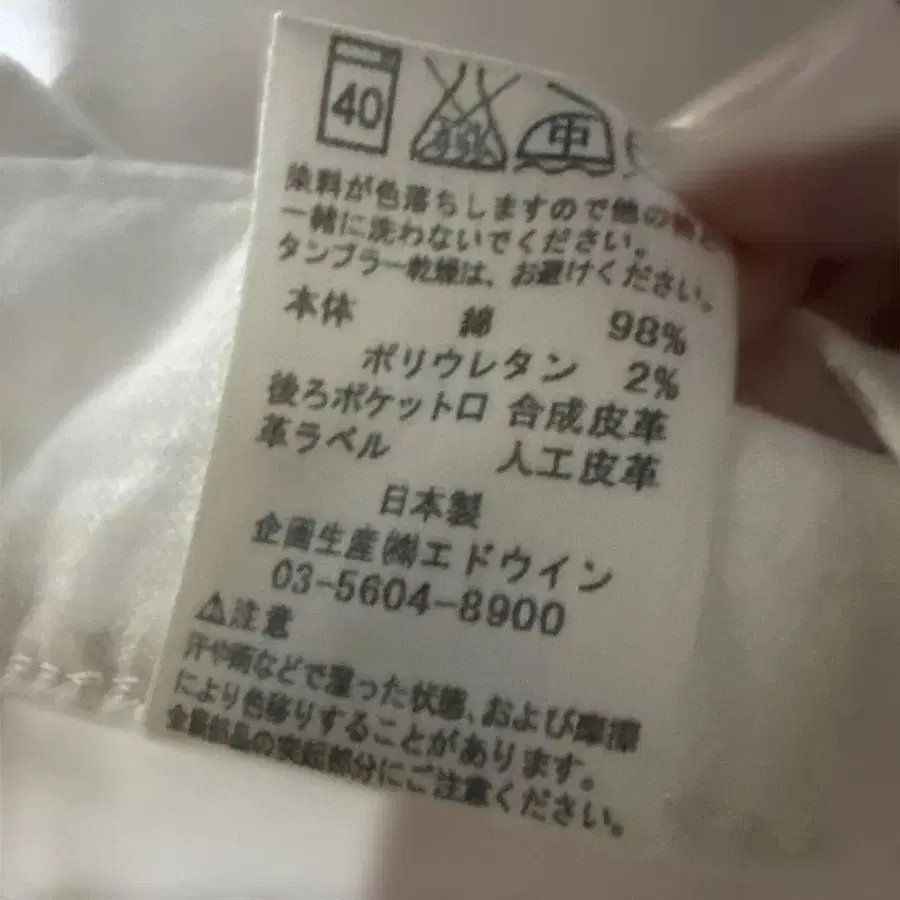 40
中
染料が色落ちしますので他の物と
一緒に洗わないでください。
タンブラー乾燥は、お避けください。
本体 綿 98%
ポリウレタン 2%
後ろポケット口 合成皮革
革ラベル 人工皮革
日本製
企画生産㈱エドウイン
03-5604-8900
⚠注意
汗や雨などで湿った状態、および摩擦
により色移りすることがあります。
金属部品の突起部分にご注意ください。